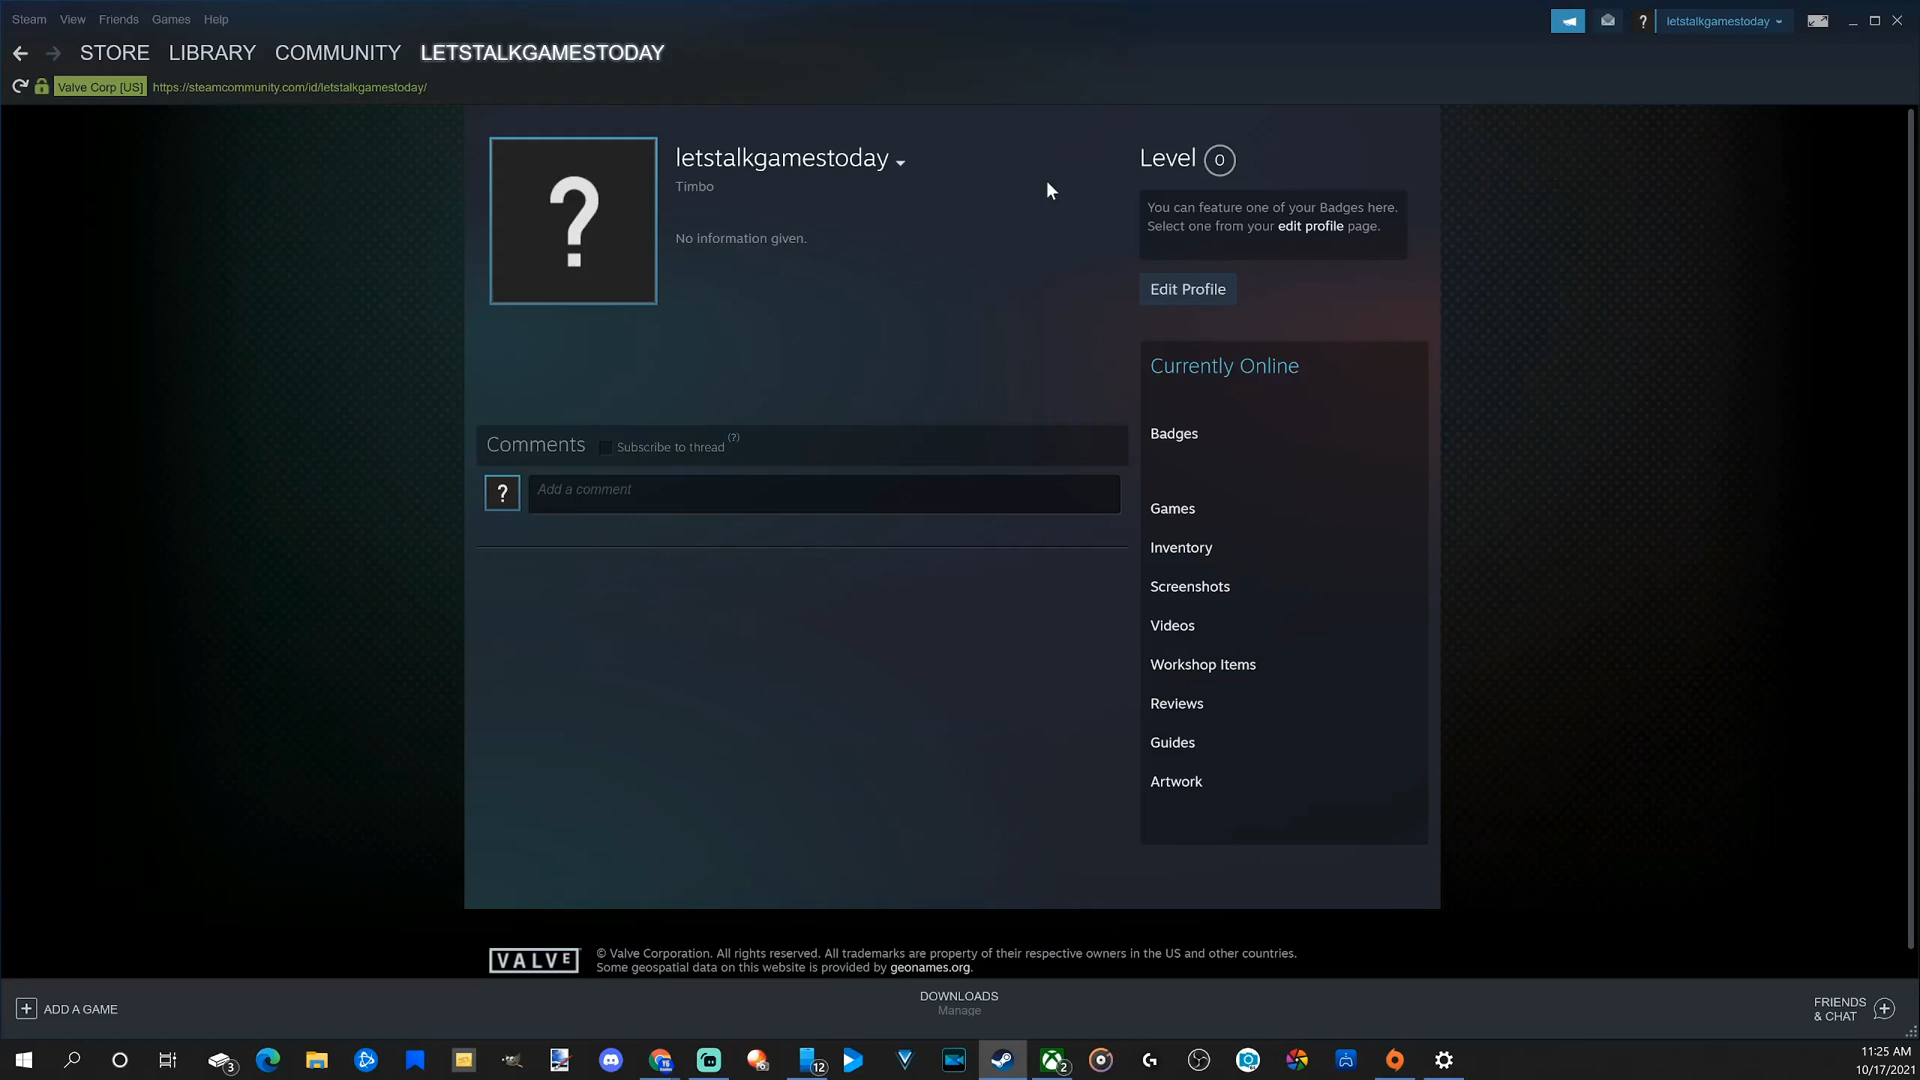 Steam View Friends Games Help
letstalkgamestoday
STORE LIBRARY COMMUNITY LETSTALKGAMESTODAY
Valve Corp [US] https://steamcommunity.com/id/letstalkgamestoday/
?
letstalkgamestoday
Timbo
No information given.
Level 0
You can feature one of your Badges here.
Select one from your edit profile page.
Edit Profile
Currently Online
Badges
Games
Inventory
Screenshots
Videos
Workshop Items
Reviews
Guides
Artwork
Comments Subscribe to thread (?)
? Add a comment
VALVE
© Valve Corporation. All rights reserved. All trademarks are property of their respective owners in the US and other countries.
Some geospatial data on this website is provided by geonames.org.
ADD A GAME
DOWNLOADS
Manage
FRIENDS
& CHAT
3
12
2
11:25 AM
10/17/2021